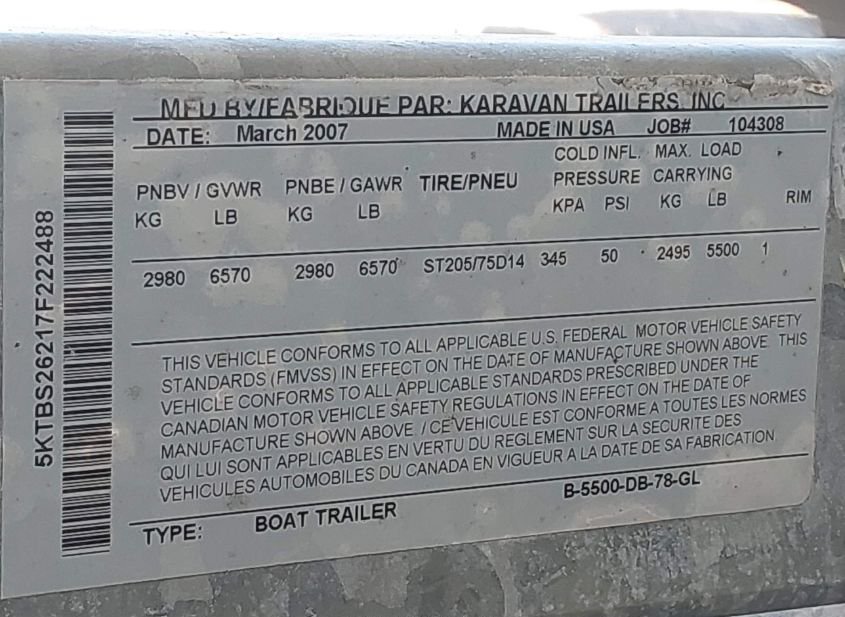 MFD BY/FABRIQUE PAR: KARAVAN TRAILERS, INC
DATE: March 2007 MADE IN USA JOB# 104308
COLD INFL. MAX. LOAD
PNBV / GVWR PNBE / GAWR TIRE/PNEU PRESSURE CARRYING
KG LB KG LB KPA PSI KG LB RIM
2980 6570 2980 6570 ST205/75D14 345 50 2495 5500 1
THIS VEHICLE CONFORMS TO ALL APPLICABLE U.S. FEDERAL MOTOR VEHICLE SAFETY
STANDARDS (FMVSS) IN EFFECT ON THE DATE OF MANUFACTURE SHOWN ABOVE THIS
VEHICLE CONFORMS TO ALL APPLICABLE STANDARDS PRESCRIBED UNDER THE
CANADIAN MOTOR VEHICLE SAFETY REGULATIONS IN EFFECT ON THE DATE OF
MANUFACTURE SHOWN ABOVE / CE VEHICULE EST CONFORME A TOUTES LES NORMES
QUI LUI SONT APPLICABLES EN VERTU DU REGLEMENT SUR LA SECURITE DES
VEHICULES AUTOMOBILES DU CANADA EN VIGUEUR A LA DATE DE SA FABRICATION
TYPE: BOAT TRAILER B-5500-DB-78-GL
5KTBS26217F222488